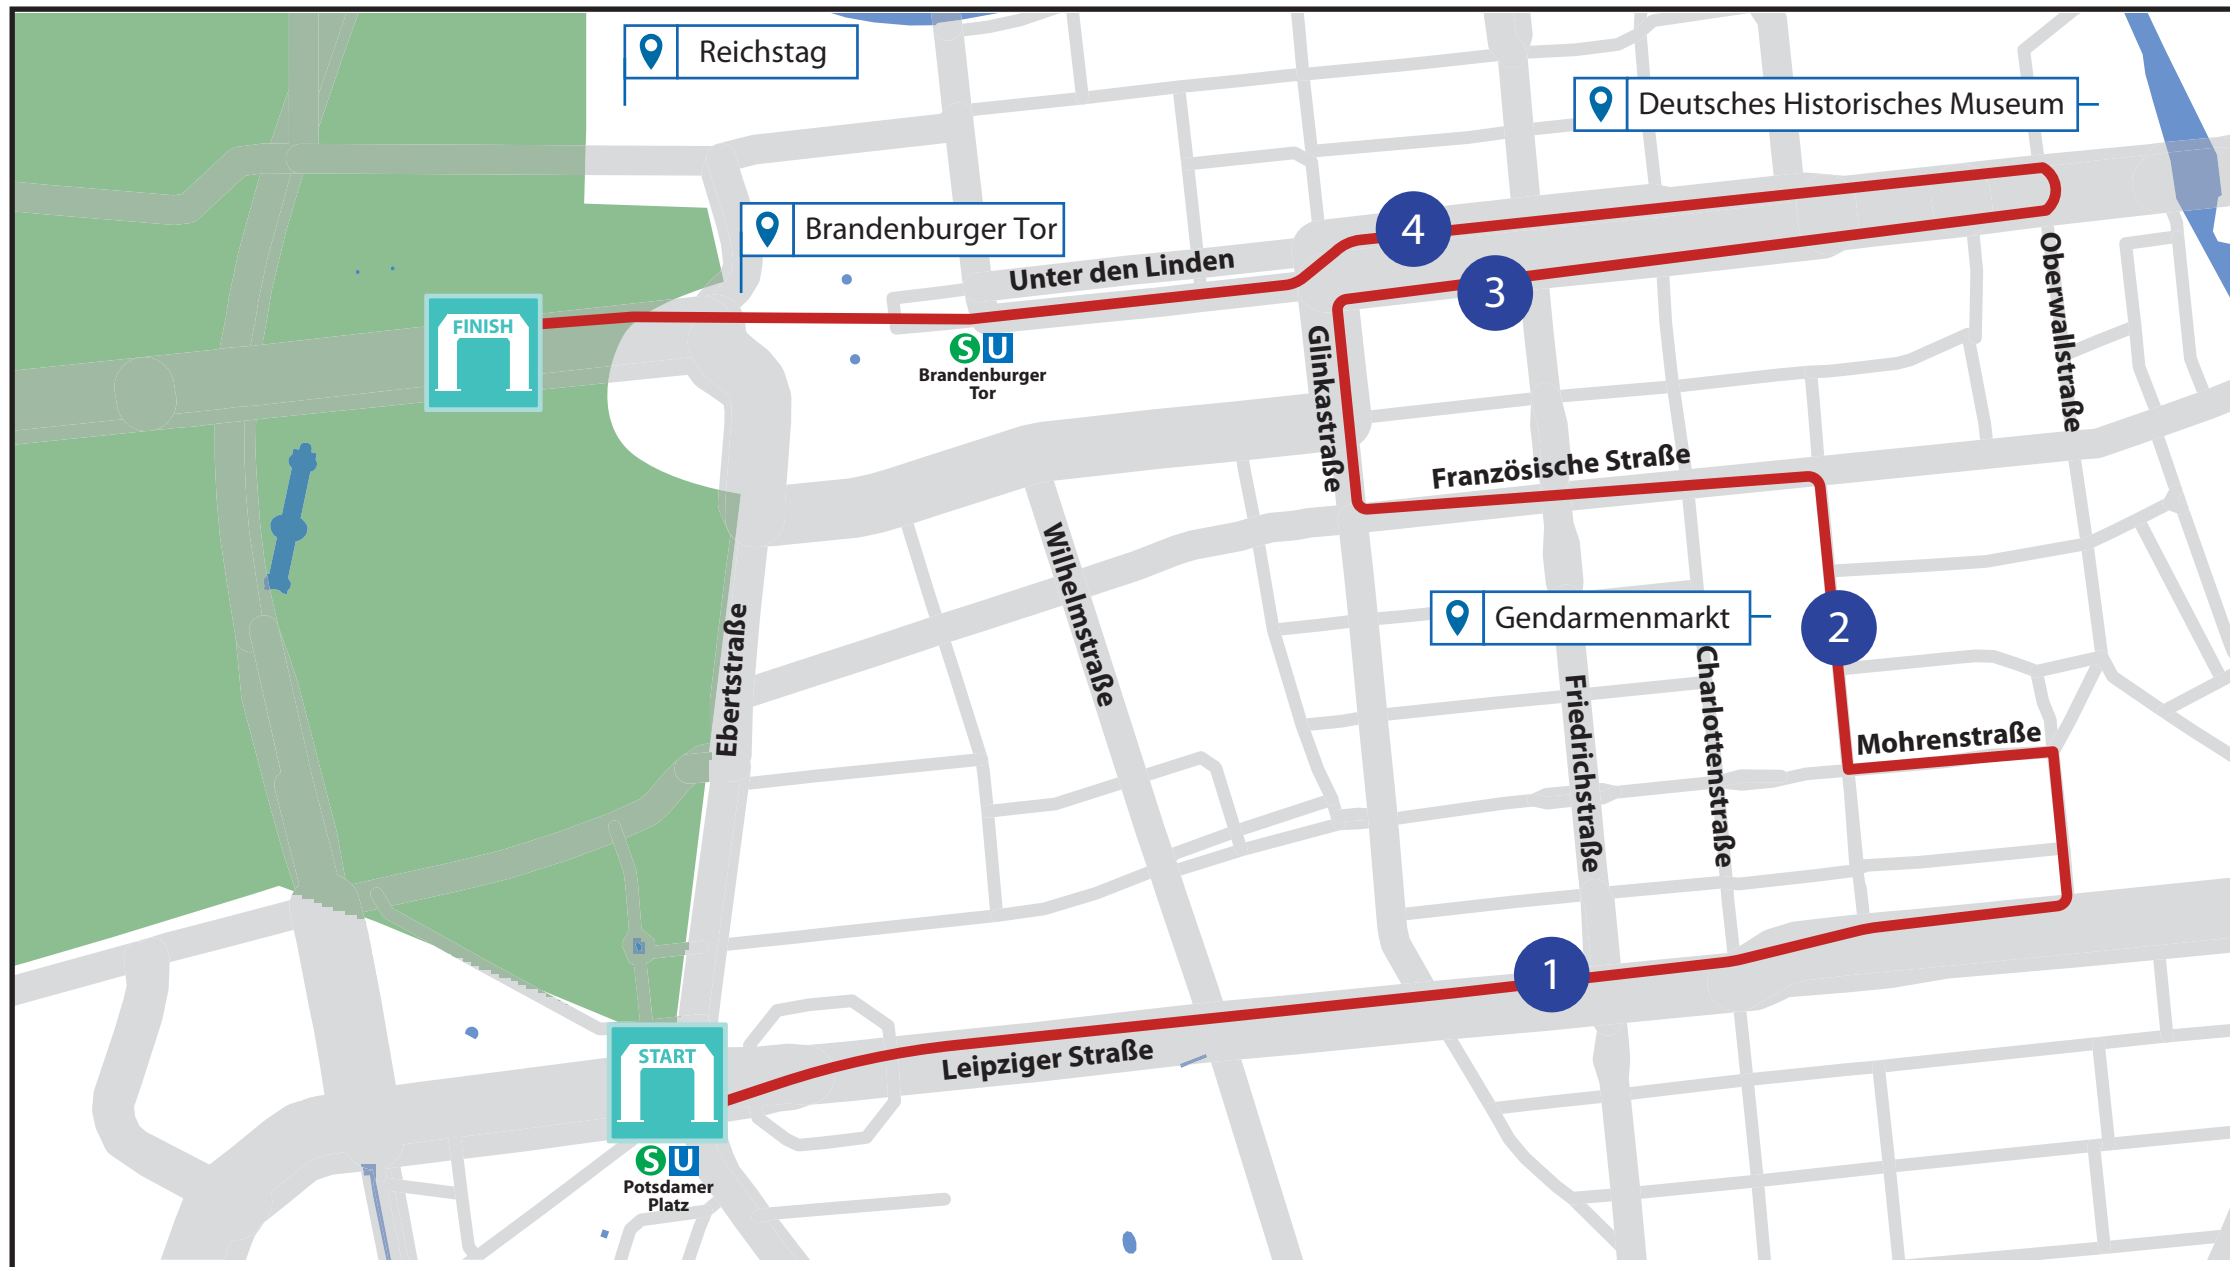 Reichstag
Deutsches Historisches Museum
Brandenburger Tor
4
Unter den Linden
3
Oberwallstraße
FINISH
S U
Brandenburger
Tor
Glinkastraße
Französische Straße
Wilhelmstraße
Ebertstraße
Gendarmenmarkt
2
Charlottenstraße
Friedrichstraße
Mohrenstraße
1
START
Leipziger Straße
S U
Potsdamer
Platz